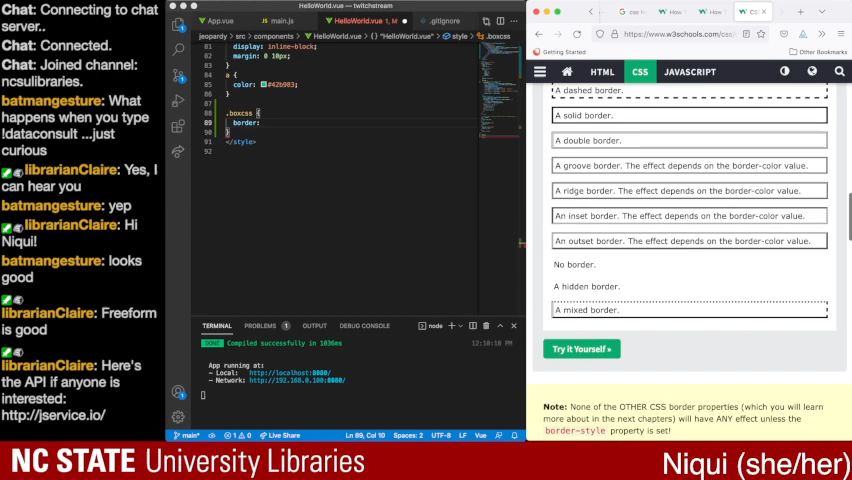 Chat: Connecting to chat
server..
Chat: Connected.
Chat: Joined channel:
ncsulibraries.
batmangesture: What
happens when you type
!dataconsult ...just
curious
librarianClaire: Yes, I
can hear you
batmangesture: yep
librarianClaire: Hi
Niqui!
batmangesture: looks
good
librarianClaire: Freeform
is good
librarianClaire: Here's
the API if anyone is
interested:
http://jservice.io/
HelloWorld.vue — twitchstream
App.vue
main.js
HelloWorld.vue 1, M
.gitignore
jeopardy > src > components > HelloWorld.vue > {} "HelloWorld.vue" > style > .boxcss
81 display: inline-block;
82 margin: 0 10px;
83 }
84 a {
85 color: #42b983;
86 }
87
88 .boxcss {
89 border:
90 }
91 </style>
92
TERMINAL PROBLEMS 1 OUTPUT DEBUG CONSOLE
node
DONE Compiled successfully in 1036ms
12:10:18 PM
App running at:
- Local: http://localhost:8080/
- Network: http://192.168.0.100:8080/
main* 1 0 Live Share Ln 89, Col 10 Spaces: 2 UTF-8 LF Vue
How
How
CSS
https://www.w3schools.com/css
Getting Started
Other Bookmarks
HTML CSS JAVASCRIPT
A dashed border.
A solid border.
A double border.
A groove border. The effect depends on the border-color value.
A ridge border. The effect depends on the border-color value.
An inset border. The effect depends on the border-color value.
An outset border. The effect depends on the border-color value.
No border.
A hidden border.
A mixed border.
Try it Yourself »
Note: None of the OTHER CSS border properties (which you will learn
more about in the next chapters) will have ANY effect unless the
border-style property is set!
NC STATE University Libraries
Niqui (she/her)